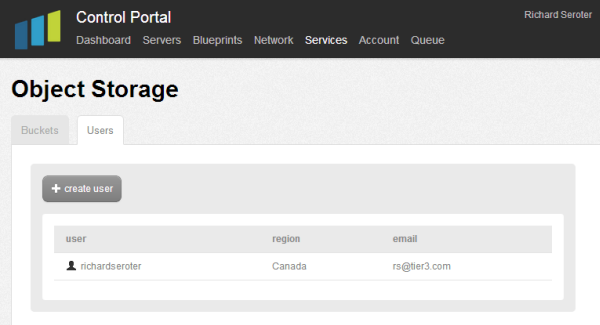 Control Portal
Richard Seroter
Dashboard Servers Blueprints Network Services Account Queue
Object Storage
Buckets Users
create user
user region email
richardseroter Canada rs@tier3.com